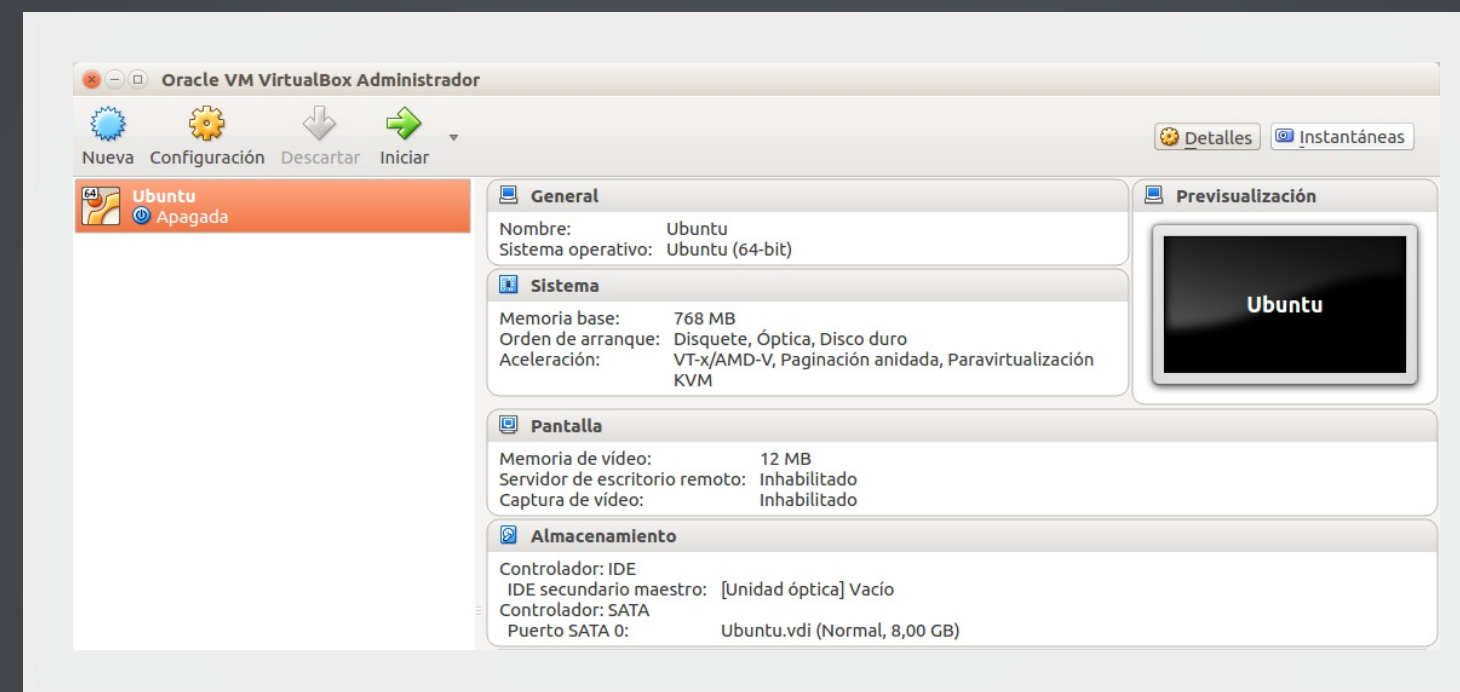 Oracle VM VirtualBox Administrador
Nueva Configuración Descartar Iniciar
Detalles Instantáneas
64 Ubuntu
Apagada
General
Nombre: Ubuntu
Sistema operativo: Ubuntu (64-bit)
Sistema
Memoria base: 768 MB
Orden de arranque: Disquete, Óptica, Disco duro
Aceleración: VT-x/AMD-V, Paginación anidada, Paravirtualización
KVM
Previsualización
Ubuntu
Pantalla
Memoria de vídeo: 12 MB
Servidor de escritorio remoto: Inhabilitado
Captura de vídeo: Inhabilitado
Almacenamiento
Controlador: IDE
IDE secundario maestro: [Unidad óptica] Vacío
Controlador: SATA
Puerto SATA 0: Ubuntu.vdi (Normal, 8,00 GB)